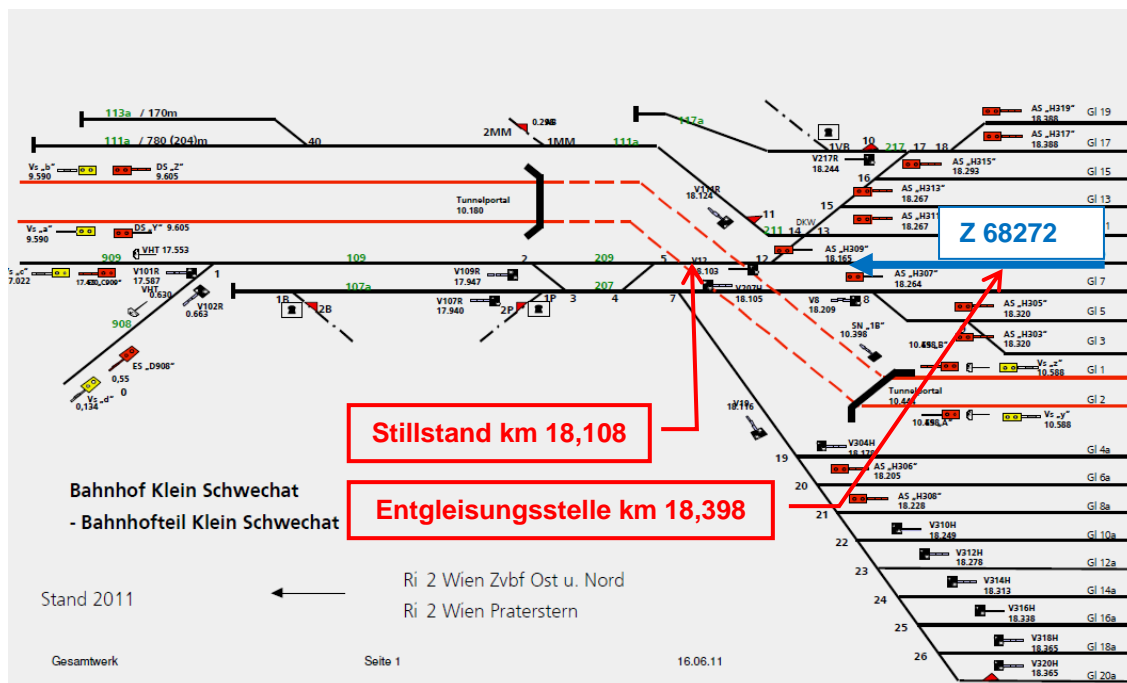 113a / 170m
117a
AS „H319"
18.388
Gl 19
AS „H317"
18.388
Gl 17
111a / 780 (204)m
40
2MM
1MM
111a
1VB
10
217
17
18
V217R
18.244
AS „H315"
18.293
Gl 15
16
Vs „b"
9.590
DS „Z"
9.605
V111R
18.124
AS „H313"
18.267
Gl 13
15
Tunnelportal
10.180
11
211
DKW
14
13
18.267
Z 68272
Vs „a"
9.590
DS „Y" 9.605
VHT 17.553
AS „H309"
18.165
909
109
2
209
5
12
Vs „c"
17.022
V101R
17.587
1
V109R
17.947
AS „H307"
18.264
Gl 7
VHT
0.630
V102R
0.663
107a
V107R
17.940
1B
2B
2P
1P
3
4
207
7
V207H
18.105
V8
18.209
8
AS „H305"
18.320
Gl 5
908
SN „1B"
10.398
AS „H303"
18.320
Gl 3
ES „D908"
0,55
0
Vs „d"
0,134
Vs „z"
10.588
Gl 1
Tunnelportal
10.444
Gl 2
Vs „y"
10.588
18.116
Stillstand km 18,108
19
V304H
Gl 4a
20
AS „H306"
18.205
Gl 6a
Bahnhof Klein Schwechat
- Bahnhofteil Klein Schwechat
Entgleisungsstelle km 18,398
21
AS „H308"
18.228
Gl 8a
22
V310H
18.249
Gl 10a
23
V312H
18.278
Gl 12a
Stand 2011
Ri 2 Wien Zvbf Ost u. Nord
Ri 2 Wien Praterstern
24
V314H
18.313
Gl 14a
25
V316H
18.338
Gl 16a
26
V318H
18.365
Gl 18a
V320H
18.365
Gl 20a
Gesamtwerk
Seite 1
16.06.11